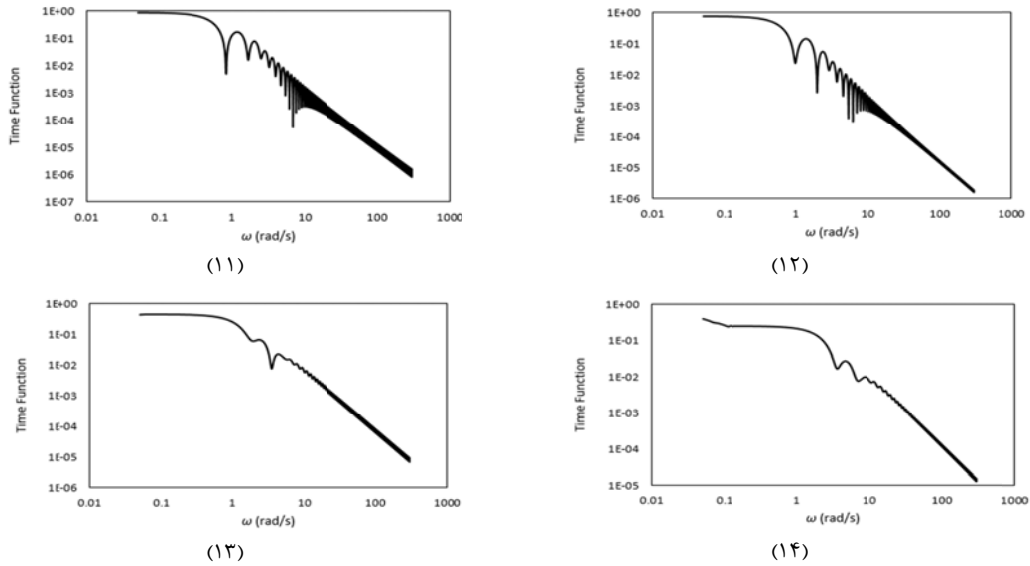 1E+00
1E-01
1E-02
1E-03
1E-04
1E-05
1E-06
1E-07
Time Function
0.01 0.1 1 10 100 1000
ω (rad/s)
(۱۱)
1E+00
1E-01
1E-02
1E-03
1E-04
1E-05
1E-06
Time Function
0.01 0.1 1 10 100 1000
ω (rad/s)
(۱۲)
1E+00
1E-01
1E-02
1E-03
1E-04
1E-05
1E-06
Time Function
0.01 0.1 1 10 100 1000
ω (rad/s)
(۱۳)
1E+00
1E-01
1E-02
1E-03
1E-04
1E-05
Time Function
0.01 0.1 1 10 100 1000
ω (rad/s)
(۱۴)